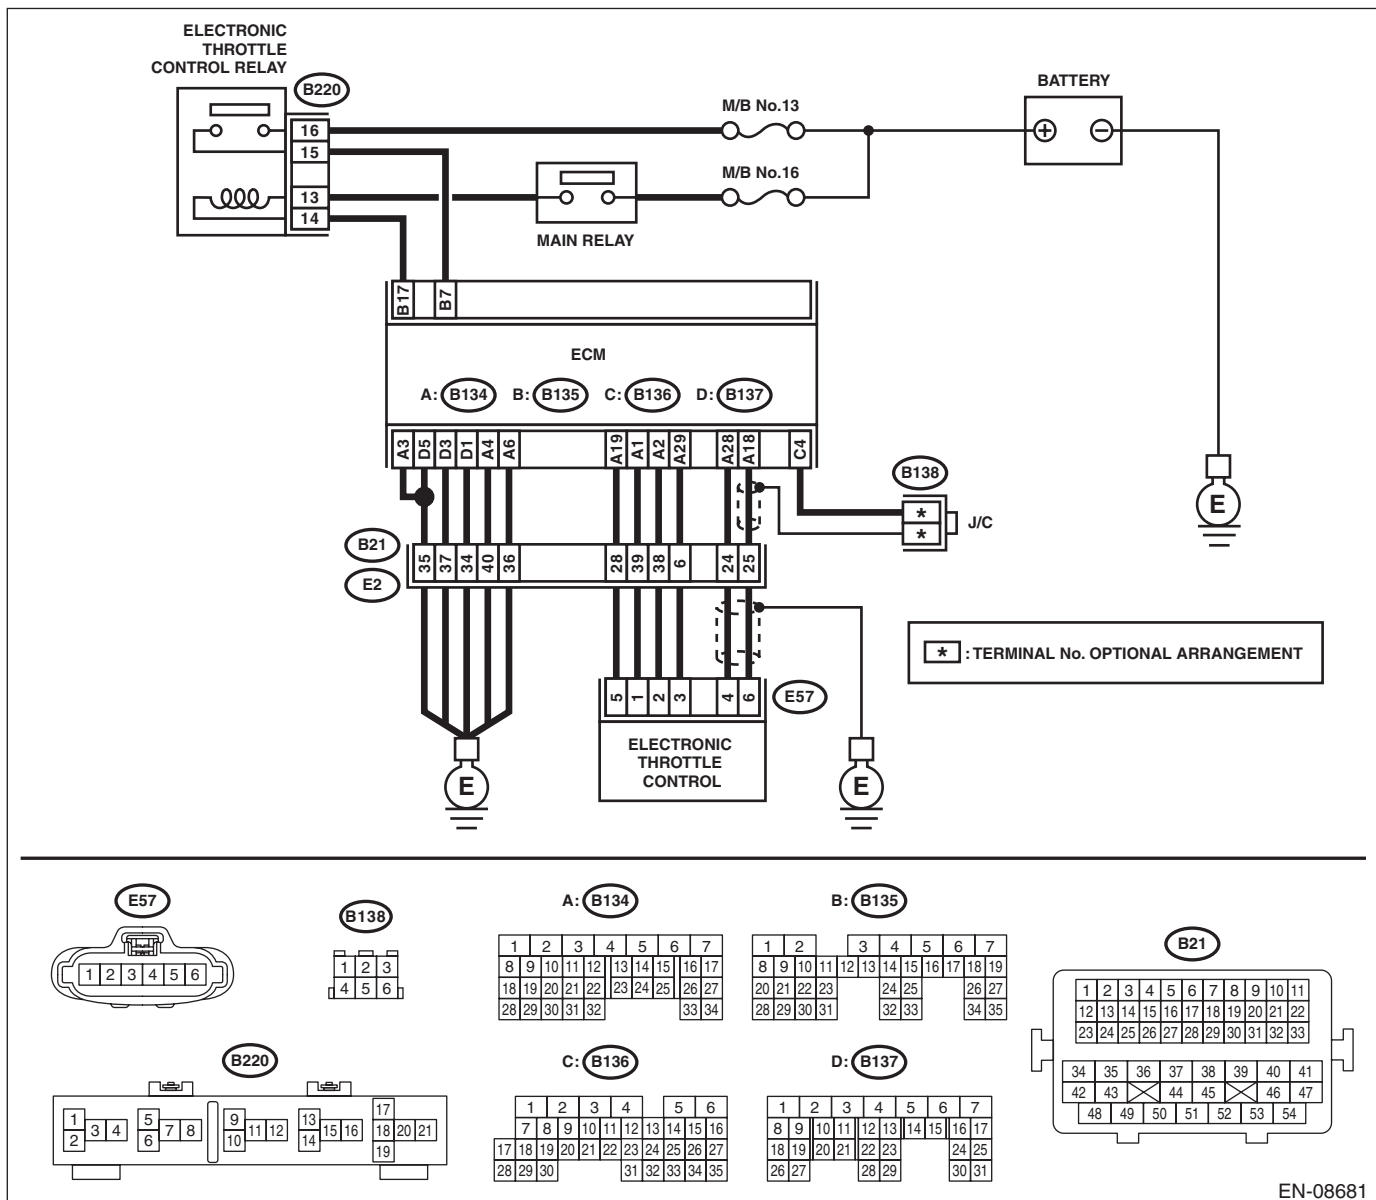 ELECTRONIC
THROTTLE
CONTROL RELAY
B220
16
15
13
14
M/B No.13
M/B No.16
MAIN RELAY
BATTERY
+ −
B17 B7
ECM
A: B134 B: B135 C: B136 D: B137
A3 D5 D3 D1 A4 A6 A19 A1 A2 A29 A28 A18 C4
B138
*
*
J/C
E
B21
E2
35 37 34 40 36 28 39 38 6 24 25
* : TERMINAL No. OPTIONAL ARRANGEMENT
5 1 2 3 4 6
E57
ELECTRONIC
THROTTLE
CONTROL
E
E
E57
1 2 3 4 5 6
B138
1 2 3
4 5 6
A: B134
1 2 3 4 5 6 7
8 9 10 11 12 13 14 15 16 17
18 19 20 21 22 23 24 25 26 27
28 29 30 31 32 33 34
B: B135
1 2 3 4 5 6 7
8 9 10 11 12 13 14 15 16 17 18 19
20 21 22 23 24 25 26 27
28 29 30 31 32 33 34 35
B21
1 2 3 4 5 6 7 8 9 10 11
12 13 14 15 16 17 18 19 20 21 22
23 24 25 26 27 28 29 30 31 32 33
34 35 36 37 38 39 40 41
42 43 44 45 46 47
48 49 50 51 52 53 54
B220
1 2 3 4 5 6 7 8 9 10 11 12 13 14 15 16 17 18 19 20 21
C: B136
1 2 3 4 5 6
7 8 9 10 11 12 13 14 15 16
17 18 19 20 21 22 23 24 25 26 27
28 29 30 31 32 33 34 35
D: B137
1 2 3 4 5 6 7
8 9 10 11 12 13 14 15 16 17
18 19 20 21 22 23 24 25
26 27 28 29 30 31
EN-08681